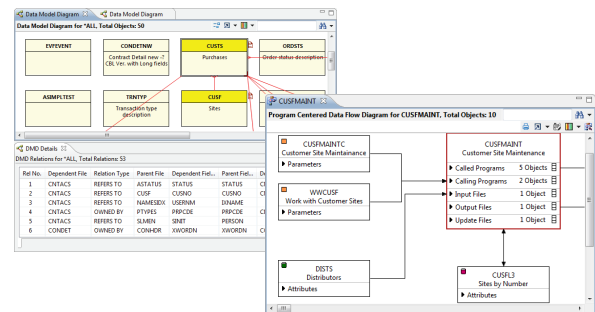 Data Model Diagram Data Model Diagram
Data Model Diagram for *ALL, Total Objects: 50
EVFEVENT CONDETNW CUSTS ORDSTS
Contract Detail new -? Purchases Order status description
CBL Ver. with Long fields
ASIMPLTEST TRNTYP CUSF
Transaction type Sites
description
DMD Details
DMD Relations for *ALL, Total Relations: 53
Rel No. Dependent File Relation Type Parent File Dependent Fiel... Parent Fiel...
1 CNTACS REFERS TO ASTATUS STATUS STATUS
2 CNTACS REFERS TO CUSF CUSNO CUSNO
3 CNTACS REFERS TO NAMESIDX USERNM IXNAME
4 CNTACS OWNED BY PTYPES PRPCDE PRPCDE
5 CNTACS REFERS TO SLMEN SINIT PERSON
6 CONDET OWNED BY CONHDR XWORDN XWORDN
CUSFMAINT
Program Centered Data Flow Diagram for CUSFMAINT, Total Objects: 10
CUSFMAINTC
Customer Site Maintainance
Parameters
WWCUSF
Work with Customer Sites
Parameters
DISTS
Distributors
Attributes
CUSFMAINT
Customer Site Maintenance
Called Programs 5 Objects
Calling Programs 2 Objects
Input Files 1 Object
Output Files 1 Object
Update Files 1 Object
CUSFL3
Sites by Number
Attributes